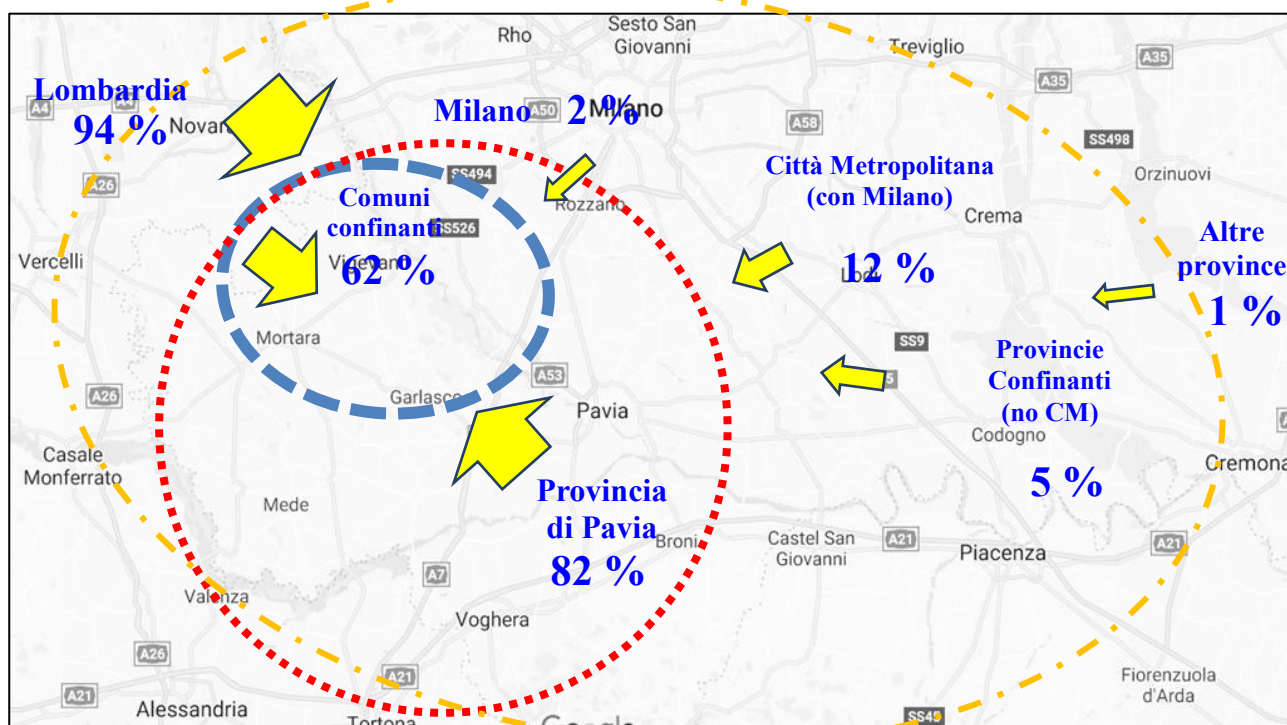 Rho
Sesto San
Giovanni
Treviglio
A35
Lombardia
94 %
A4
Novara
A50
Milano
2 %
Milano
A58
A35
SS498
Orzinuovi
A26
SS494
Rozzano
Comuni
confinanti
62 %
SS526
Vigevano
Città Metropolitana
(con Milano)
12 %
Lodi
Crema
Altre
province
1 %
Vercelli
Mortara
Garlasco
A53
Pavia
SS9
Provincie
Confinanti
(no CM)
5 %
Codogno
Cremona
A26
Casale
Monferrato
Mede
Provincia
di Pavia
82 %
Broni
Castel San
Giovanni
A21
Piacenza
A21
A7
Valenza
Voghera
A26
A21
A21
Alessandria
Tortona
Google
Fiorenzuola
d'Arda